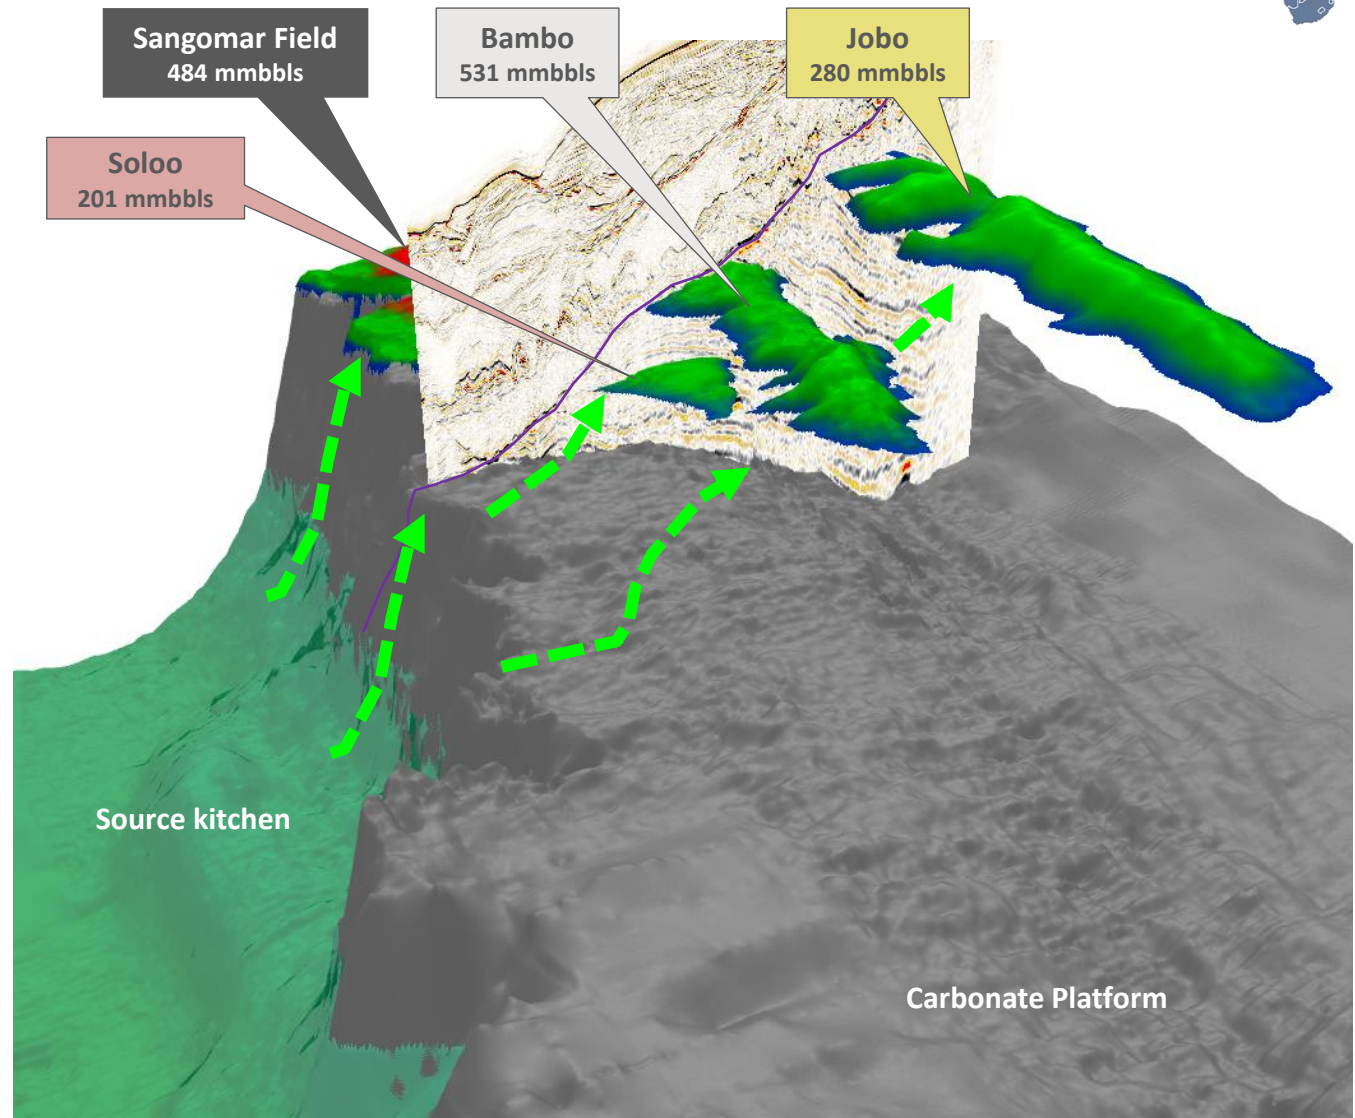 Sangomar Field
484 mmbbls
Bambo
531 mmbbls
Jobo
280 mmbbls
Soloo
201 mmbbls
Source kitchen
Carbonate Platform